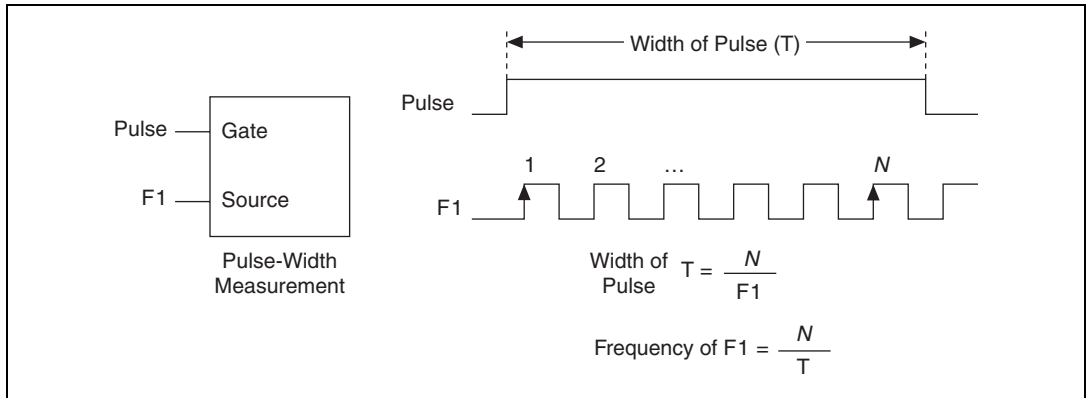 Width of Pulse (T)
Pulse
Pulse
Gate
1
2
...
N
F1
Source
F1
Pulse-Width
Measurement
Width of
Pulse
T = N
F1
Frequency of F1 = N
T